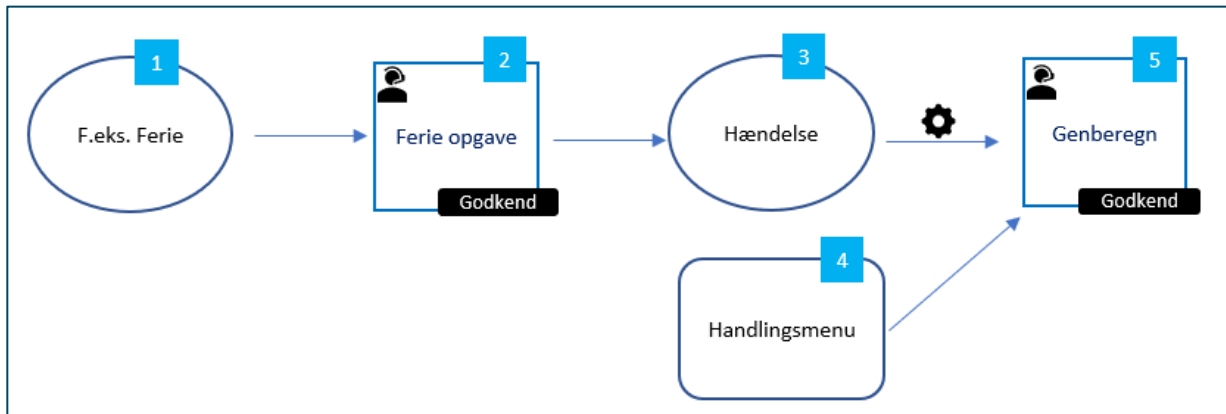 1
F.eks. Ferie
2
Ferie opgave
Godkend
3
Hændelse
4
Handlingsmenu
5
Genberegn
Godkend